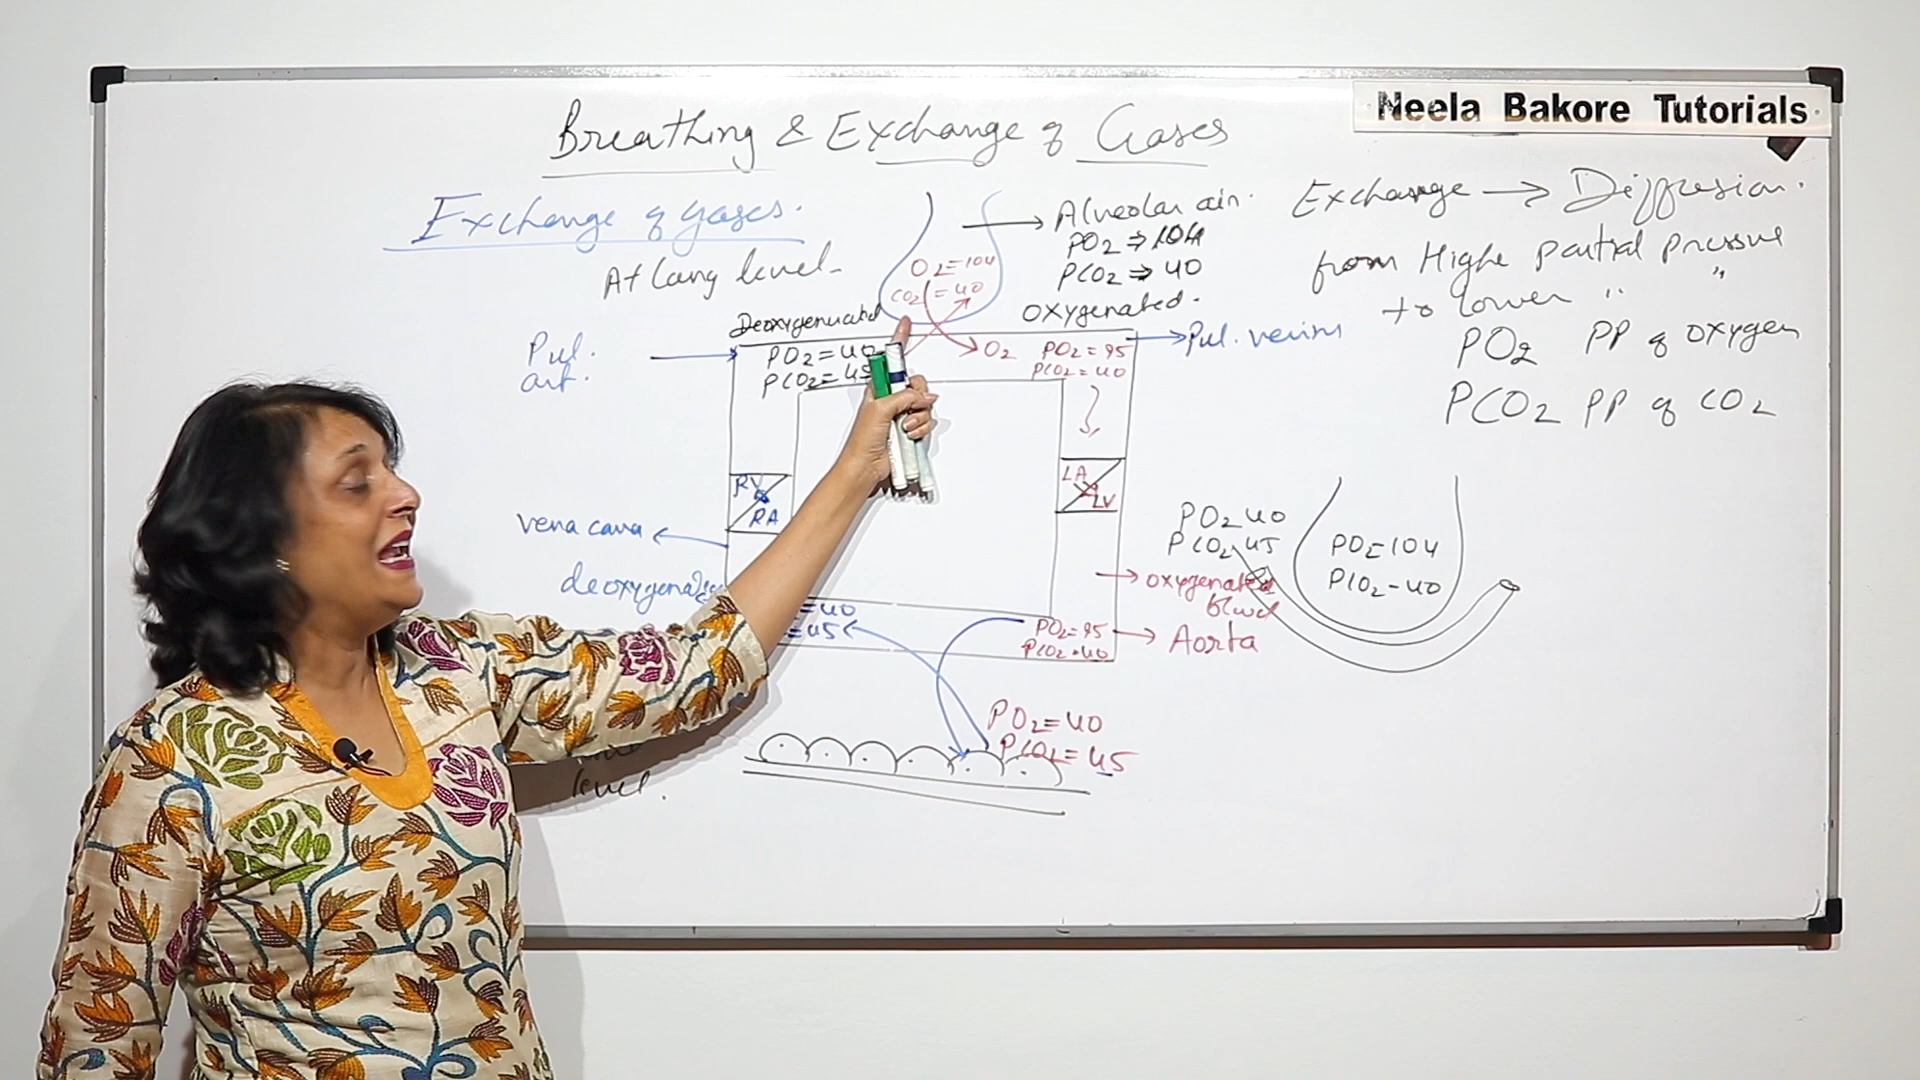 Neela Bakore Tutorials
Breathing & Exchange of Gases
Exchange of gases.
At Lung level
Alveolar air.
PO2 ⇒ 104
PCO2 ⇒ 40
O2 = 104
CO2 = 40
Deoxygenated
Oxygenated.
Pul. art.
PO2 = 40
PCO2 = 45
O2
PO2 = 95
PCO2 = 40
Pul. veins
RV
RA
LA
LV
vena cava
= 40
= 45
oxygenated
blood
PO2 = 95
PCO2 = 40
Aorta
PO2 = 40
PCO2 = 45
level.
Exchange → Diffusion.
from Highe partial pressure
to lower " "
PO2 PP of oxygen
PCO2 PP of CO2
PO2 40
PCO2 45
PO2 = 104
PCO2 - 40